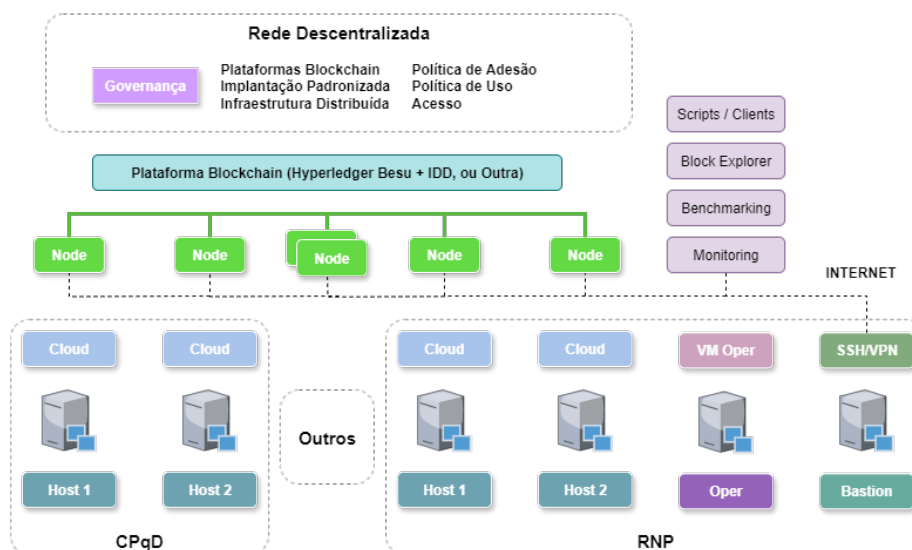 Rede Descentralizada
Governança
Plataformas Blockchain
Implantação Padronizada
Infraestrutura Distribuída
Política de Adesão
Política de Uso
Acesso
Scripts / Clients
Block Explorer
Benchmarking
Monitoring
Plataforma Blockchain (Hyperledger Besu + IDD, ou Outra)
Node
Node
Node
Node
Node
INTERNET
Cloud
Cloud
Cloud
Cloud
VM Oper
SSH/VPN
Outros
Host 1
Host 2
Host 1
Host 2
Oper
Bastion
CPqD
RNP